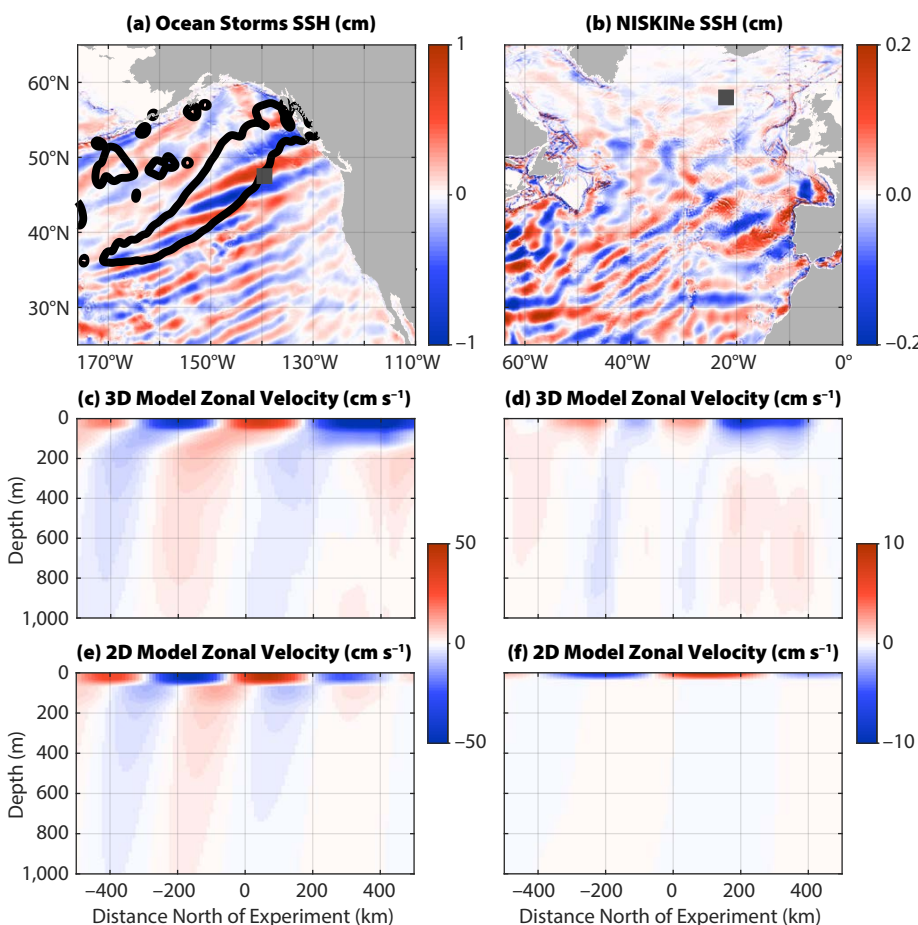 (a) Ocean Storms SSH (cm)
(b) NISKINe SSH (cm)
60°N
50°N
40°N
30°N
170°W 150°W 130°W 110°W
1
0
−1
60°W 40°W 20°W 0°
0.2
0.0
−0.2
(c) 3D Model Zonal Velocity (cm s⁻¹)
(d) 3D Model Zonal Velocity (cm s⁻¹)
Depth (m)
0
200
400
600
800
1,000
50
0
−50
10
0
−10
(e) 2D Model Zonal Velocity (cm s⁻¹)
(f) 2D Model Zonal Velocity (cm s⁻¹)
Depth (m)
0
200
400
600
800
1,000
−400 −200 0 200 400
Distance North of Experiment (km)
−400 −200 0 200 400
Distance North of Experiment (km)